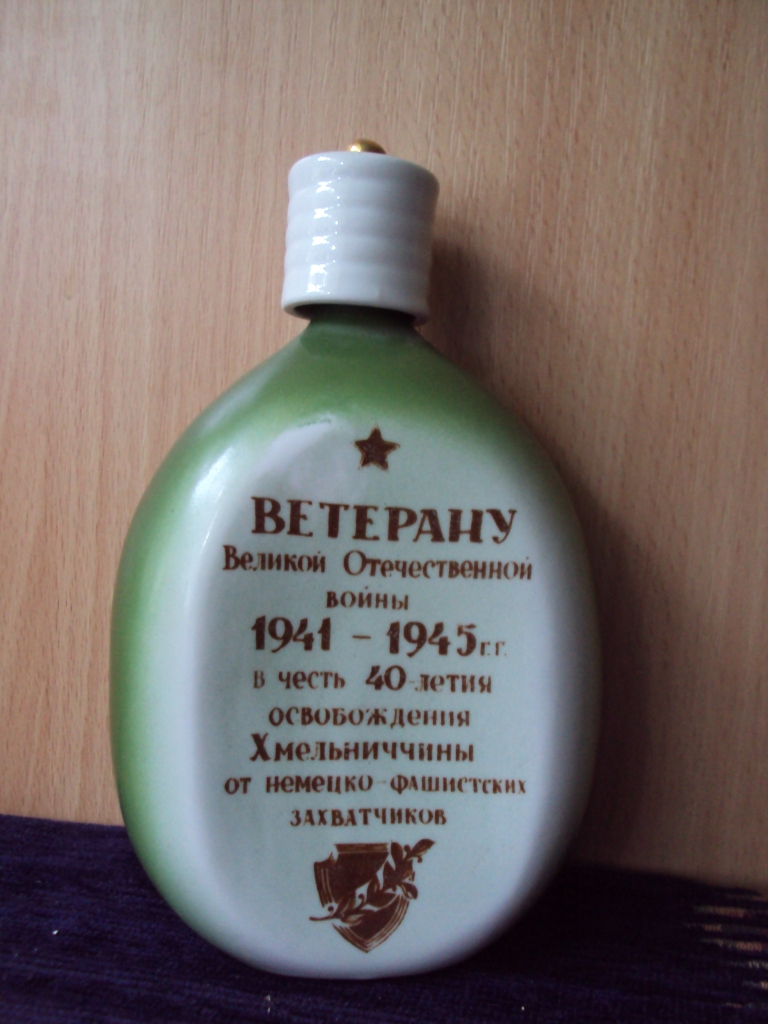 ВЕТЕРАНУ
Великой Отечественной
войны
1941 - 1945 г.г.
в честь 40-летия
освобождения
Хмельниччины
от немецко-фашистских
захватчиков